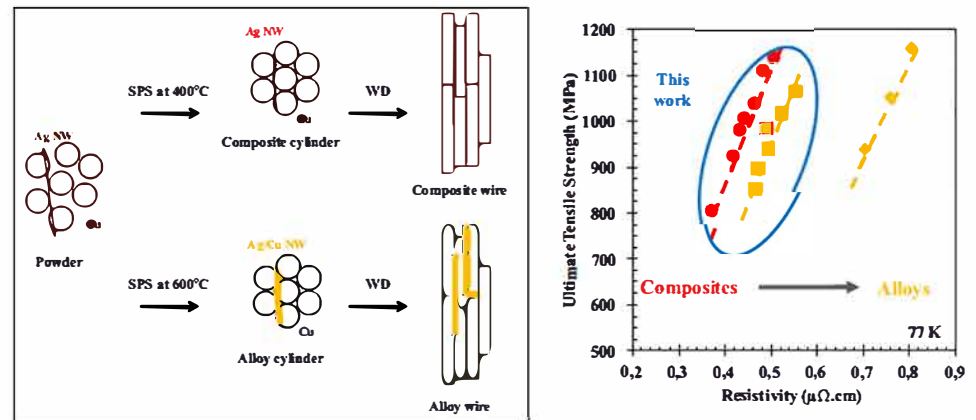 Ag NW
Powder
SPS at 400°C
Ag NW
Composite cylinder
WD
Composite wire
SPS at 600°C
Ag/Cu NW
Cu
Alloy cylinder
WD
Alloy wire
Ultimate Tensile Strength (MPa)
1200
1100
1000
900
800
700
600
500
This
work
Composites
Alloys
77 K
0,2 0,3 0,4 0,5 0,6 0,7 0,8 0,9
Resistivity (μΩ.cm)